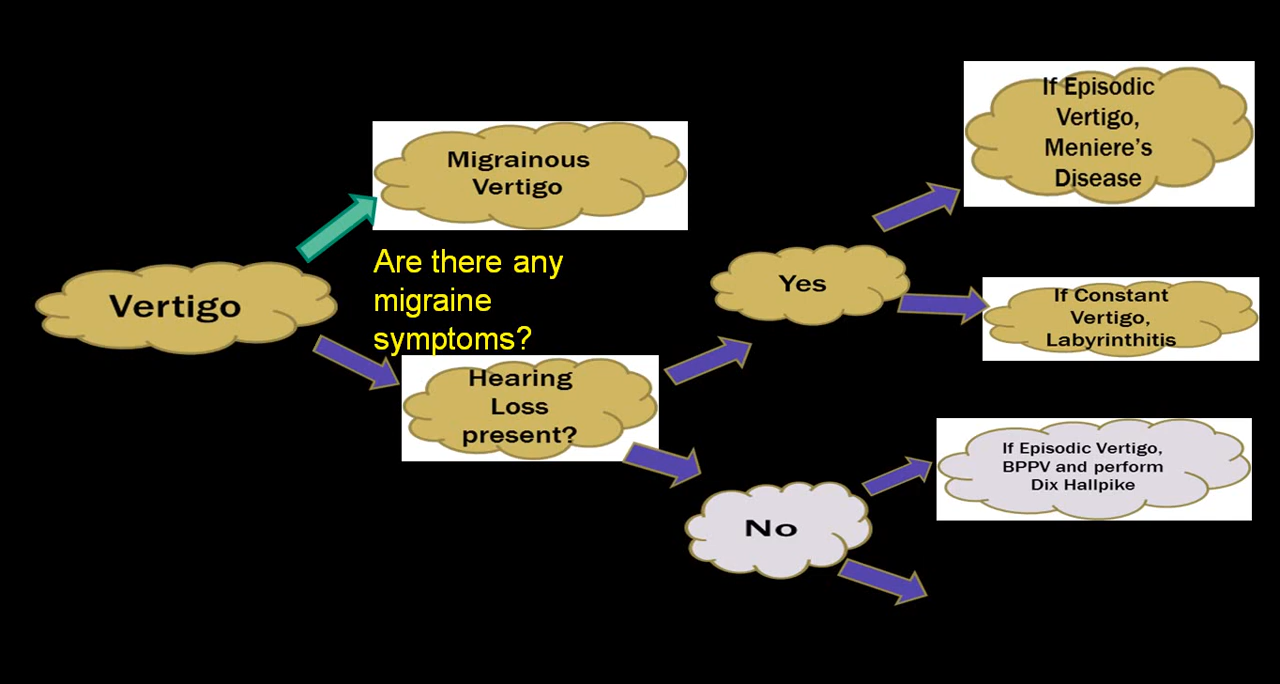 Vertigo
Migrainous
Vertigo
Are there any
migraine
symptoms?
Hearing
Loss
present?
Yes
No
If Episodic
Vertigo,
Meniere's
Disease
If Constant
Vertigo,
Labyrinthitis
If Episodic Vertigo,
BPPV and perform
Dix Hallpike